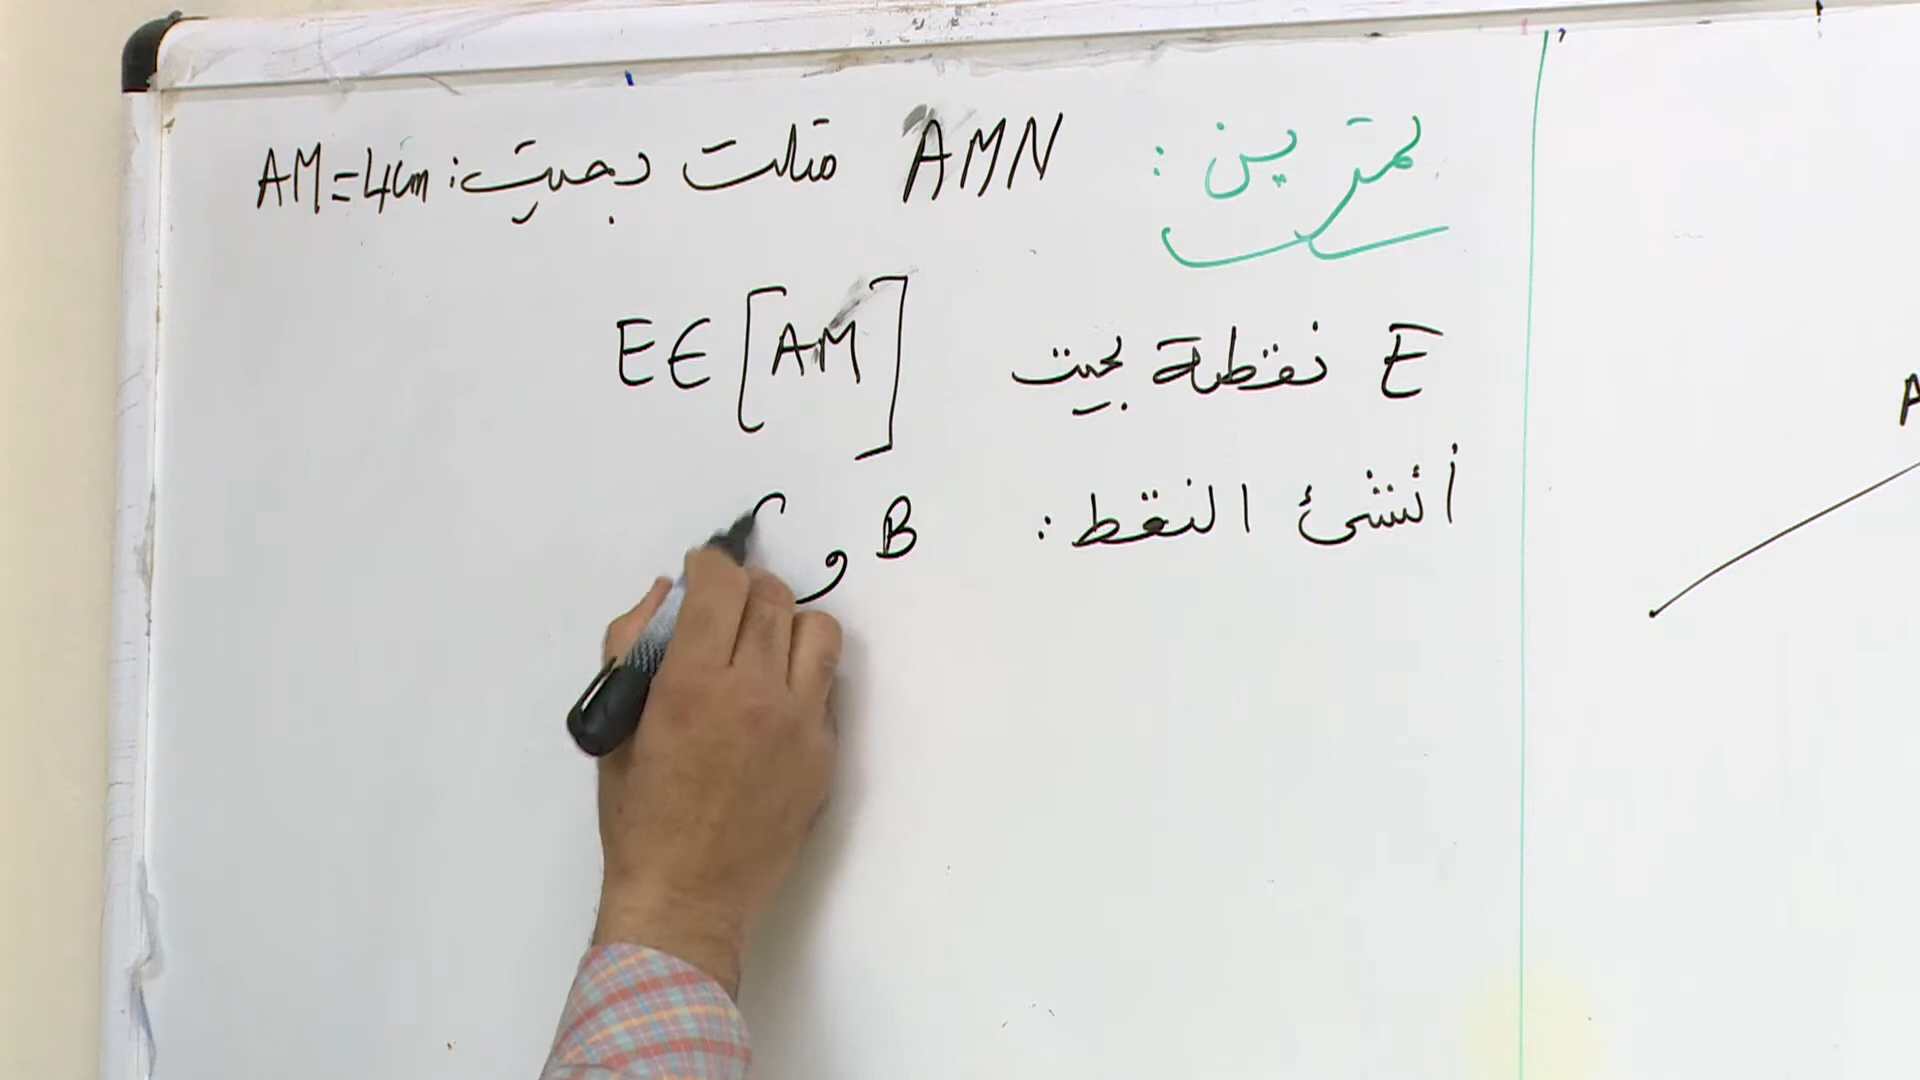 تمرين : AMN مثلث بحيث : AM=4cm
E نقطة بحيث E∈[AM]
أنشئ النقط : B و C
A